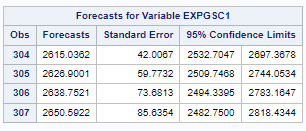 Forecasts for Variable EXPGSC1
Obs Forecasts Standard Error 95% Confidence Limits
304 2615.0362 42.0067 2532.7047 2697.3678
305 2626.9001 59.7732 2509.7468 2744.0534
306 2638.7521 73.6813 2494.3395 2783.1647
307 2650.5922 85.6354 2482.7500 2818.4344